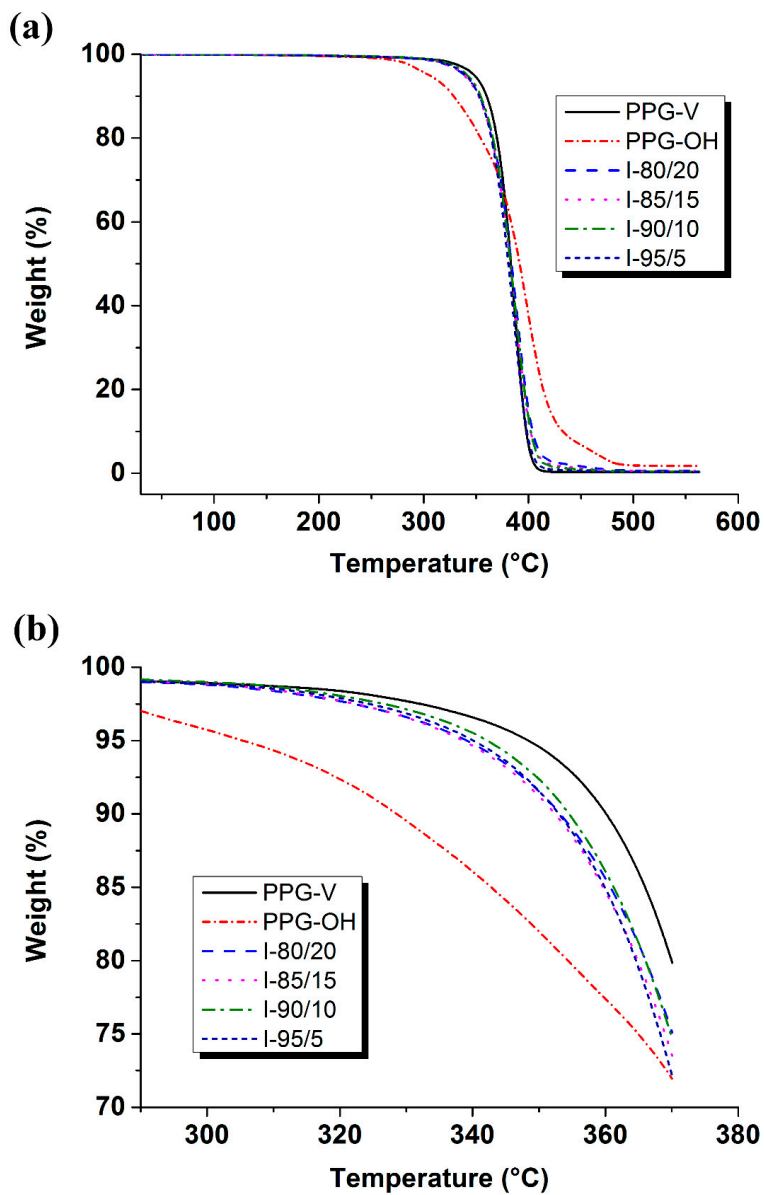 (a)
100
80
60
40
20
0
Weight (%)
PPG-V
PPG-OH
I-80/20
I-85/15
I-90/10
I-95/5
100 200 300 400 500 600
Temperature (°C)
(b)
100
95
90
85
80
75
70
Weight (%)
PPG-V
PPG-OH
I-80/20
I-85/15
I-90/10
I-95/5
300 320 340 360 380
Temperature (°C)